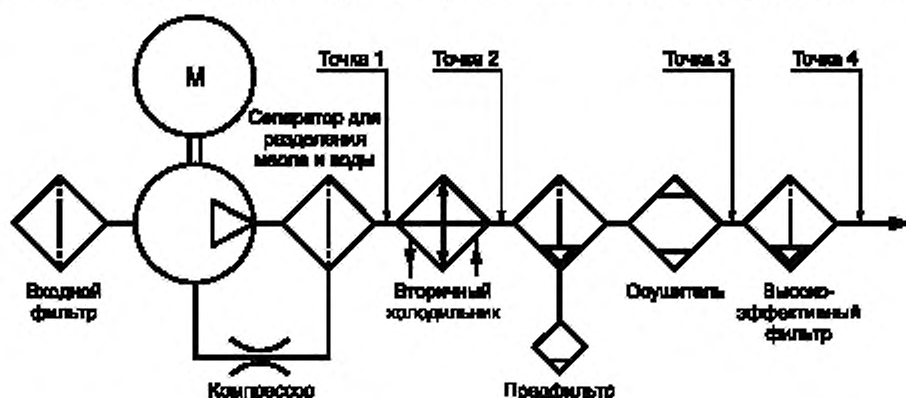 М
Точка 1
Точка 2
Точка 3
Точка 4
Сепаратор для
разделения
масла и воды
Входной
фильтр
Вторичный
холодильник
Осушитель
Высоко-
эффективный
фильтр
Компрессор
Предфильтр